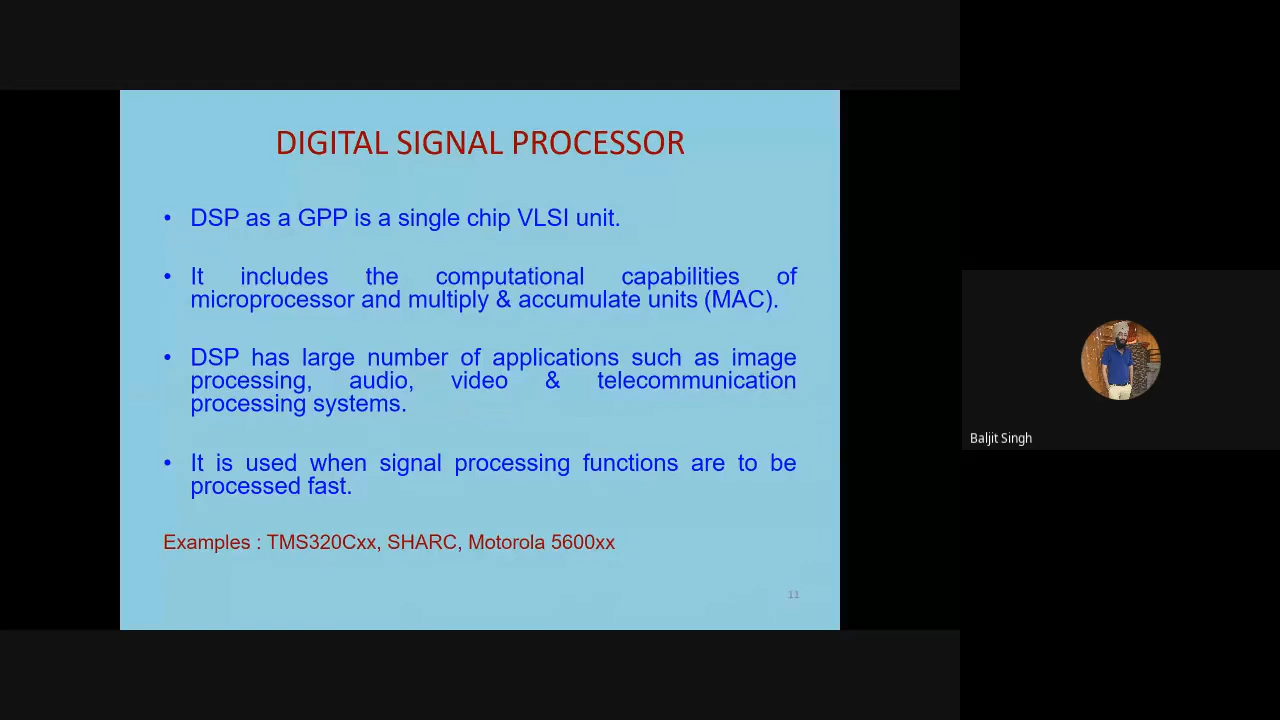 DIGITAL SIGNAL PROCESSOR
• DSP as a GPP is a single chip VLSI unit.
• It includes the computational capabilities of
microprocessor and multiply & accumulate units (MAC).
• DSP has large number of applications such as image
processing, audio, video & telecommunication
processing systems.
• It is used when signal processing functions are to be
processed fast.
Examples : TMS320Cxx, SHARC, Motorola 5600xx
11
Baljit Singh